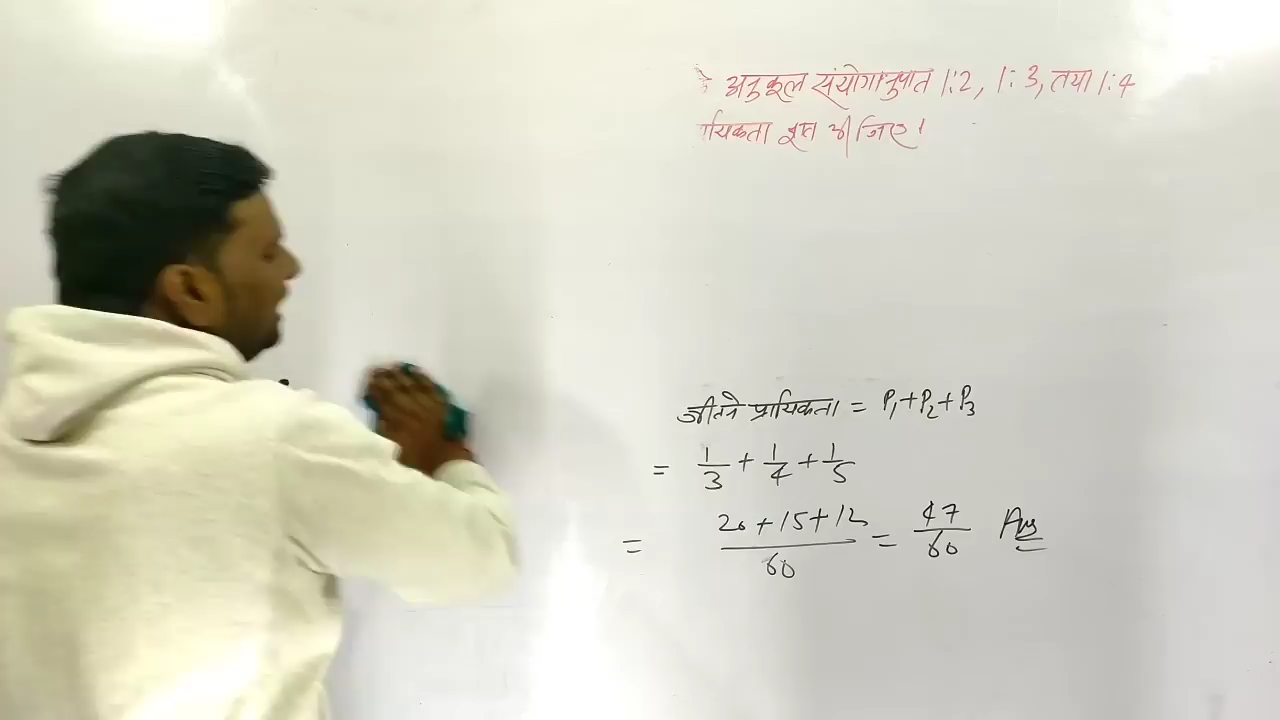 अनुकूल संयोगानुपात 1:2, 1:3, तथा 1:4
यिकता ज्ञात कीजिए।
जीतने प्रायिकता = P₁+P₂+P₃
= 1/3 + 1/4 + 1/5
= 20+15+12/60 = 47/60 Ans